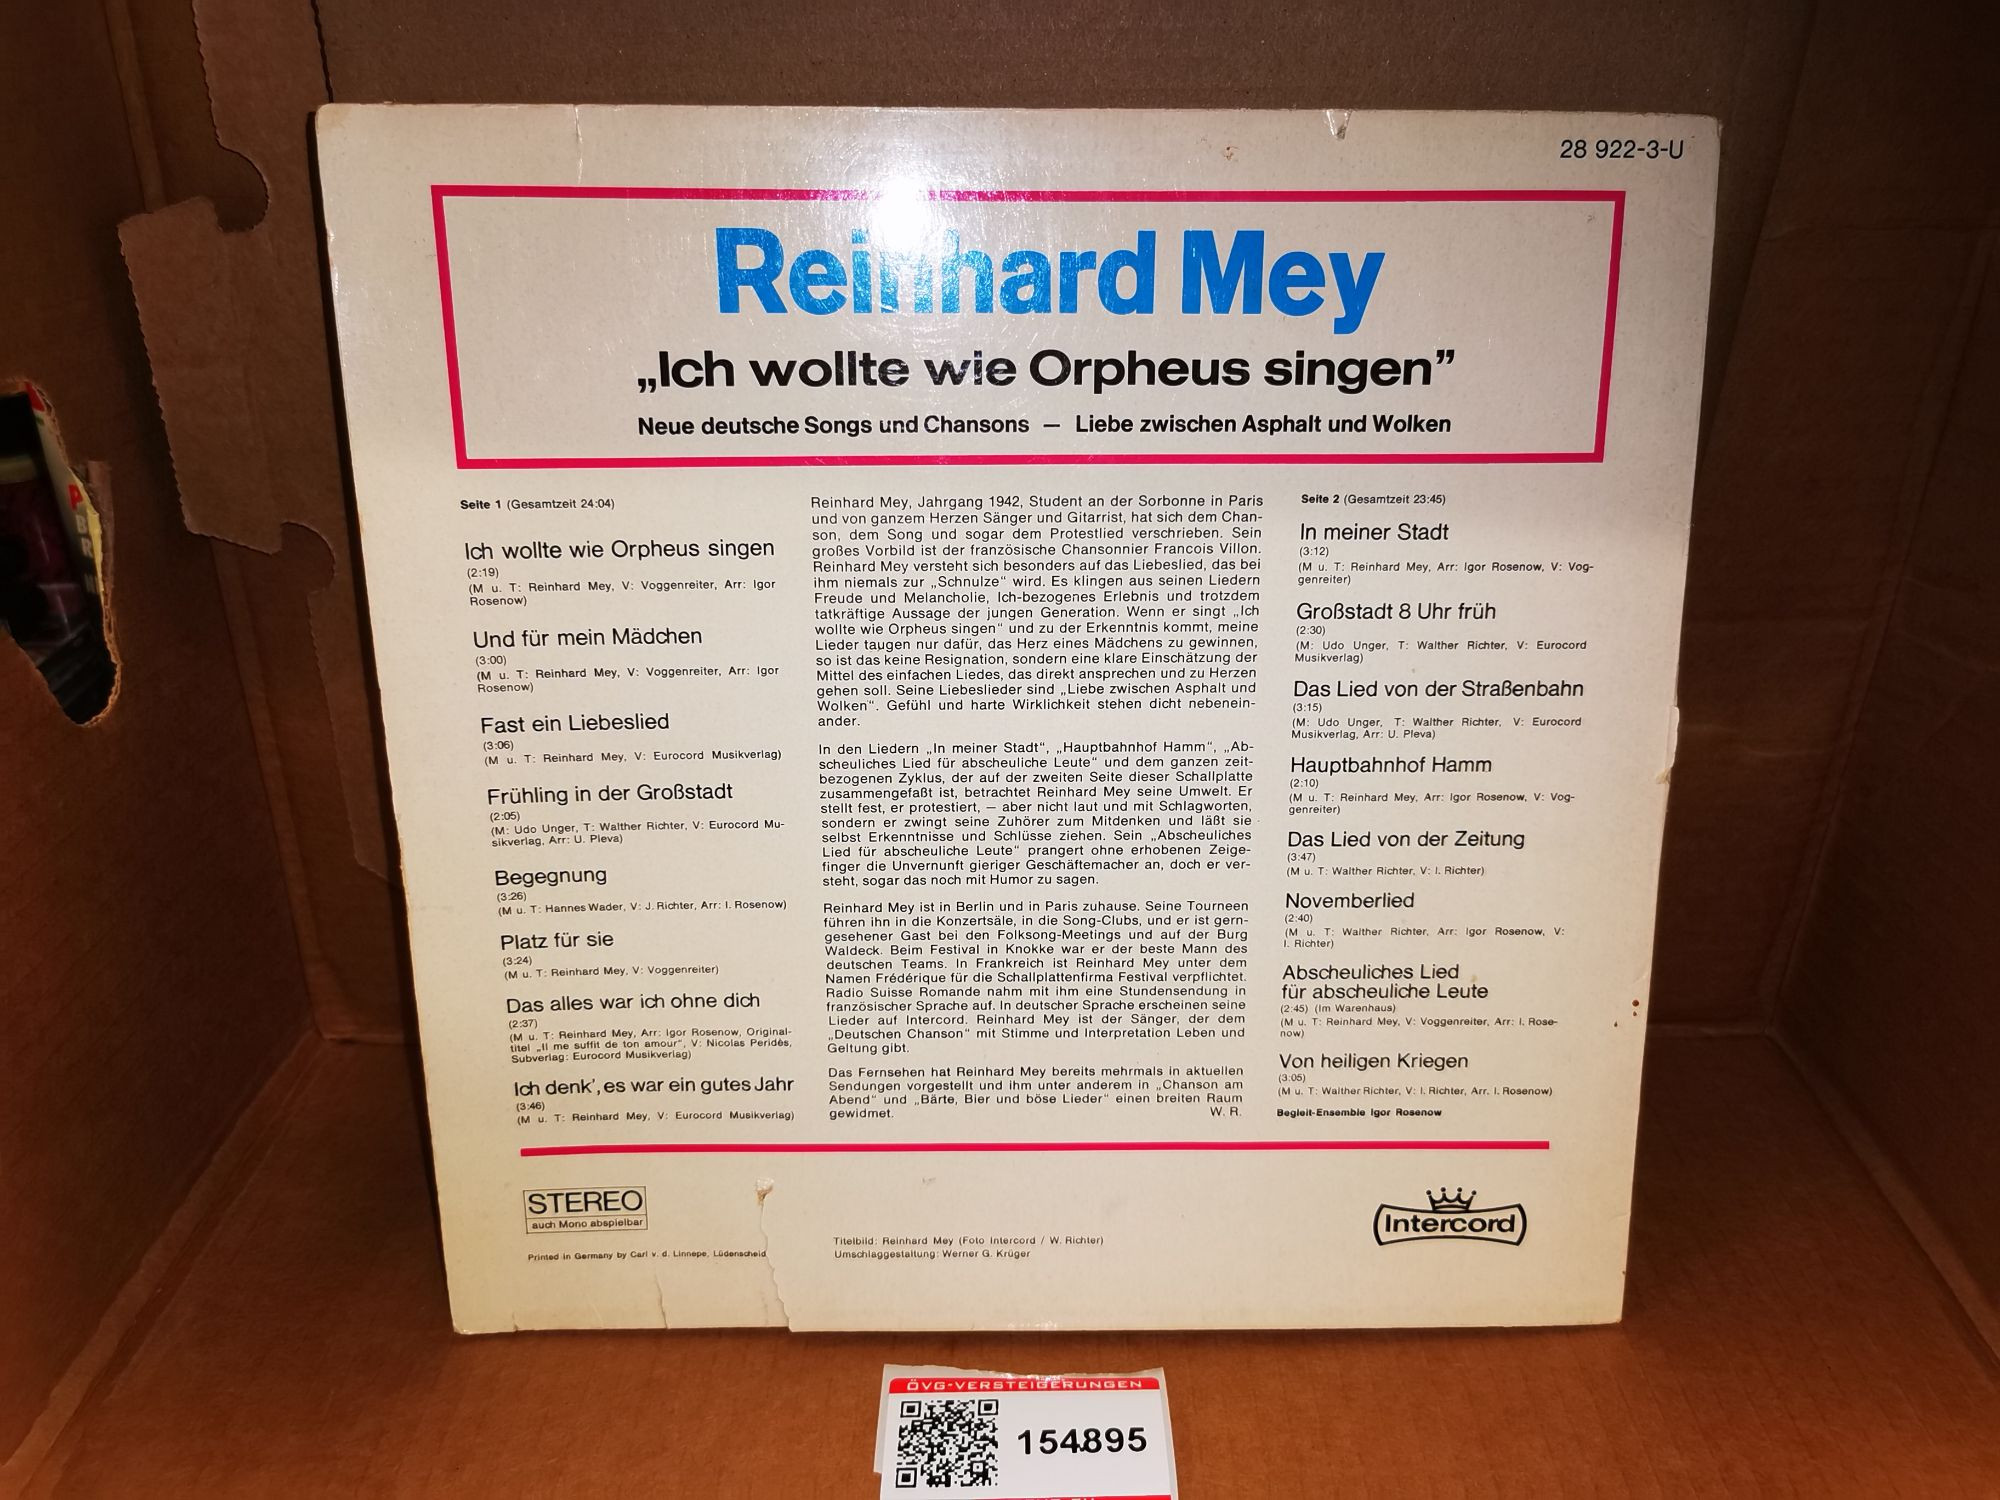 28 922-3-U
Reinhard Mey
„Ich wollte wie Orpheus singen”
Neue deutsche Songs und Chansons — Liebe zwischen Asphalt und Wolken
Seite 1 (Gesamtzeit 24:04)
Ich wollte wie Orpheus singen
(2:19)
(M u. T: Reinhard Mey, V: Voggenreiter, Arr: Igor
Rosenow)
Und für mein Mädchen
(3:00)
(M u. T: Reinhard Mey, V: Voggenreiter, Arr: Igor
Rosenow)
Fast ein Liebeslied
(3:06)
(M u. T: Reinhard Mey, V: Eurocord Musikverlag)
Frühling in der Großstadt
(2:05)
(M: Udo Unger, T: Walther Richter, V: Eurocord Mu-
sikverlag, Arr: U. Pleva)
Begegnung
(3:26)
(M u. T: Hannes Wader, V: J. Richter, Arr: I. Rosenow)
Platz für sie
(3:24)
(M u. T: Reinhard Mey, V: Voggenreiter)
Das alles war ich ohne dich
(2:37)
(M u. T: Reinhard Mey, Arr: Igor Rosenow, Original-
titel „Il me suffit de ton amour“, V: Nicolas Peridès,
Subverlag: Eurocord Musikverlag)
Ich denk’, es war ein gutes Jahr
(3:46)
(M u. T: Reinhard Mey, V: Eurocord Musikverlag)
Reinhard Mey, Jahrgang 1942, Student an der Sorbonne in Paris
und von ganzem Herzen Sänger und Gitarrist, hat sich dem Chan-
son, dem Song und sogar dem Protestlied verschrieben. Sein
großes Vorbild ist der französische Chansonnier Francois Villon.
Reinhard Mey versteht sich besonders auf das Liebeslied, das bei
ihm niemals zur „Schnulze“ wird. Es klingen aus seinen Liedern
Freude und Melancholie, Ich-bezogenes Erlebnis und trotzdem
tatkräftige Aussage der jungen Generation. Wenn er singt „Ich
wollte wie Orpheus singen“ und zu der Erkenntnis kommt, meine
Lieder taugen nur dafür, das Herz eines Mädchens zu gewinnen,
so ist das keine Resignation, sondern eine klare Einschätzung der
Mittel des einfachen Liedes, das direkt ansprechen und zu Herzen
gehen soll. Seine Liebeslieder sind „Liebe zwischen Asphalt und
Wolken“. Gefühl und harte Wirklichkeit stehen dicht nebenein-
ander.
In den Liedern „In meiner Stadt“, „Hauptbahnhof Hamm“, „Ab-
scheuliches Lied für abscheuliche Leute“ und dem ganzen zeit-
bezogenen Zyklus, der auf der zweiten Seite dieser Schallplatte
zusammengefaßt ist, betrachtet Reinhard Mey seine Umwelt. Er
stellt fest, er protestiert, — aber nicht laut und mit Schlagworten,
sondern er zwingt seine Zuhörer zum Mitdenken und läßt sie
selbst Erkenntnisse und Schlüsse ziehen. Sein „Abscheuliches
Lied für abscheuliche Leute“ prangert ohne erhobenen Zeige-
finger die Unvernunft gieriger Geschäftemacher an, doch er ver-
steht, sogar das noch mit Humor zu sagen.
Reinhard Mey ist in Berlin und in Paris zuhause. Seine Tourneen
führen ihn in die Konzertsäle, in die Song-Clubs, und er ist gern-
gesehener Gast bei den Folksong-Meetings und auf der Burg
Waldeck. Beim Festival in Knokke war er der beste Mann des
deutschen Teams. In Frankreich ist Reinhard Mey unter dem
Namen Frédérique für die Schallplattenfirma Festival verpflichtet.
Radio Suisse Romande nahm mit ihm eine Stundensendung in
französischer Sprache auf. In deutscher Sprache erscheinen seine
Lieder auf Intercord. Reinhard Mey ist der Sänger, der dem
„Deutschen Chanson“ mit Stimme und Interpretation Leben und
Geltung gibt.
Das Fernsehen hat Reinhard Mey bereits mehrmals in aktuellen
Sendungen vorgestellt und ihm unter anderem in „Chanson am
Abend“ und „Bärte, Bier und böse Lieder“ einen breiten Raum
gewidmet. W. R.
Seite 2 (Gesamtzeit 23:45)
In meiner Stadt
(3:12)
(M u. T: Reinhard Mey, Arr: Igor Rosenow, V: Vog-
genreiter)
Großstadt 8 Uhr früh
(2:30)
(M: Udo Unger, T: Walther Richter, V: Eurocord
Musikverlag)
Das Lied von der Straßenbahn
(3:15)
(M: Udo Unger, T: Walther Richter, V: Eurocord
Musikverlag, Arr: U. Pleva)
Hauptbahnhof Hamm
(2:10)
(M u. T: Reinhard Mey, Arr: Igor Rosenow, V: Vog-
genreiter)
Das Lied von der Zeitung
(3:47)
(M u. T: Walther Richter, V: I. Richter)
Novemberlied
(2:40)
(M u. T: Walther Richter, Arr: Igor Rosenow, V:
I. Richter)
Abscheuliches Lied
für abscheuliche Leute
(2:45) (Im Warenhaus)
(M u. T: Reinhard Mey, V: Voggenreiter, Arr: I. Rose-
now)
Von heiligen Kriegen
(3:05)
(M u. T: Walther Richter, V: I. Richter, Arr. I. Rosenow)
Begleit-Ensemble Igor Rosenow
STEREO
auch Mono abspielbar
Printed in Germany by Carl v. d. Linnepe, Lüdenscheid
Titelbild: Reinhard Mey (Foto Intercord / W. Richter)
Umschlaggestaltung: Werner G. Krüger
Intercord
ÖVG-VERSTEIGERUNGEN
154895